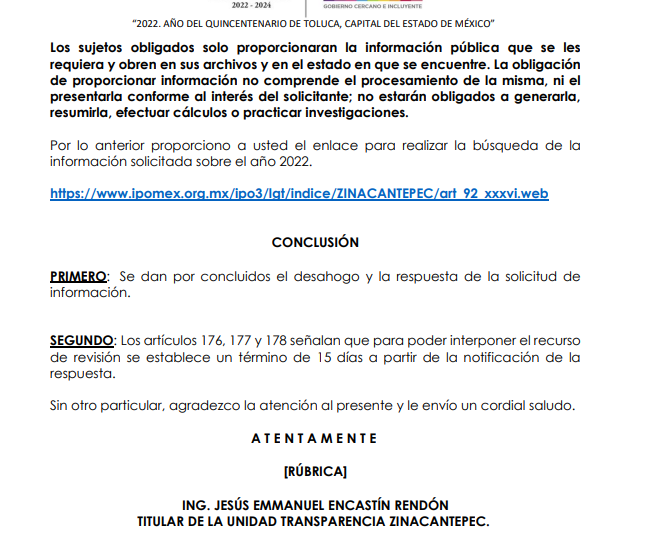 2022 - 2024
GOBIERNO CERCANO E INCLUYENTE
“2022. AÑO DEL QUINCENTENARIO DE TOLUCA, CAPITAL DEL ESTADO DE MÉXICO”
Los sujetos obligados solo proporcionaran la información pública que se les
requiera y obren en sus archivos y en el estado en que se encuentre. La obligación
de proporcionar información no comprende el procesamiento de la misma, ni el
presentarla conforme al interés del solicitante; no estarán obligados a generarla,
resumirla, efectuar cálculos o practicar investigaciones.
Por lo anterior proporciono a usted el enlace para realizar la búsqueda de la
información solicitada sobre el año 2022.
https://www.ipomex.org.mx/ipo3/lgt/indice/ZINACANTEPEC/art_92_xxxvi.web
CONCLUSIÓN
PRIMERO: Se dan por concluidos el desahogo y la respuesta de la solicitud de
información.
SEGUNDO: Los artículos 176, 177 y 178 señalan que para poder interponer el recurso
de revisión se establece un término de 15 días a partir de la notificación de la
respuesta.
Sin otro particular, agradezco la atención al presente y le envío un cordial saludo.
A T E N T A M E N T E
[RÚBRICA]
ING. JESÚS EMMANUEL ENCASTÍN RENDÓN
TITULAR DE LA UNIDAD TRANSPARENCIA ZINACANTEPEC.